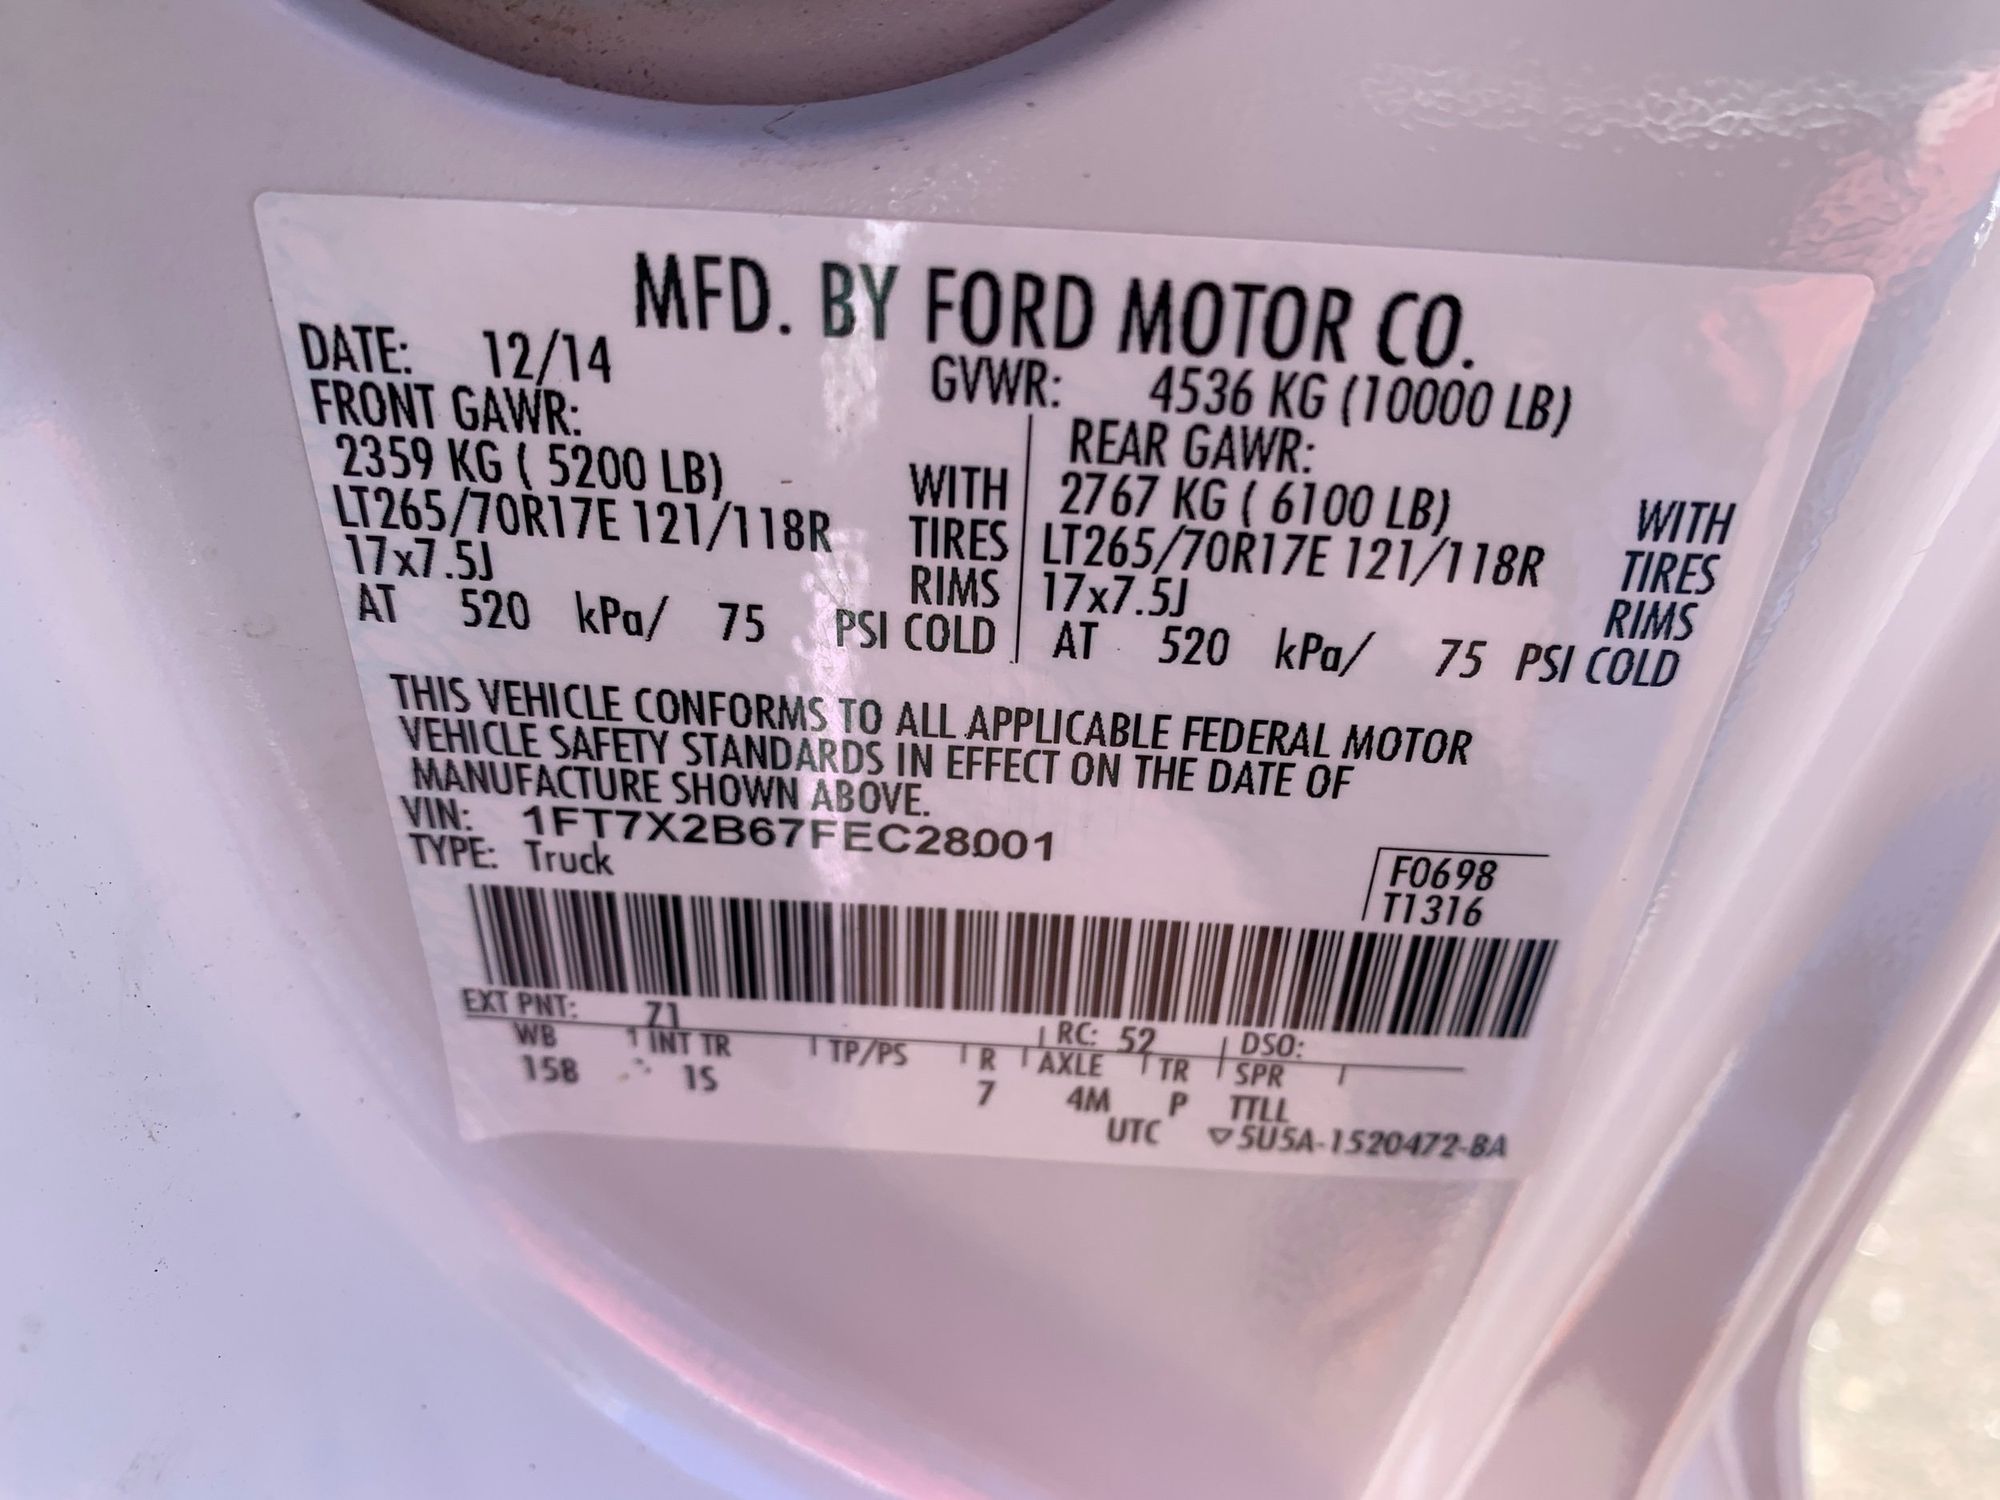 MFD. BY FORD MOTOR CO.
DATE: 12/14 GVWR: 4536 KG (10000 LB)
FRONT GAWR: REAR GAWR:
2359 KG ( 5200 LB) WITH 2767 KG ( 6100 LB) WITH
LT265/70R17E 121/118R TIRES LT265/70R17E 121/118R TIRES
17x7.5J RIMS 17x7.5J RIMS
AT 520 kPa/ 75 PSI COLD AT 520 kPa/ 75 PSI COLD
THIS VEHICLE CONFORMS TO ALL APPLICABLE FEDERAL MOTOR
VEHICLE SAFETY STANDARDS IN EFFECT ON THE DATE OF
MANUFACTURE SHOWN ABOVE.
VIN: 1FT7X2B67FEC28001
TYPE: Truck F0698
T1316
EXT PNT: Z1 RC: 52 DSO:
WB INT TR TP/PS R AXLE TR SPR
158 1S 7 4M P TTLL
UTC ▽5U5A-1520472-BA